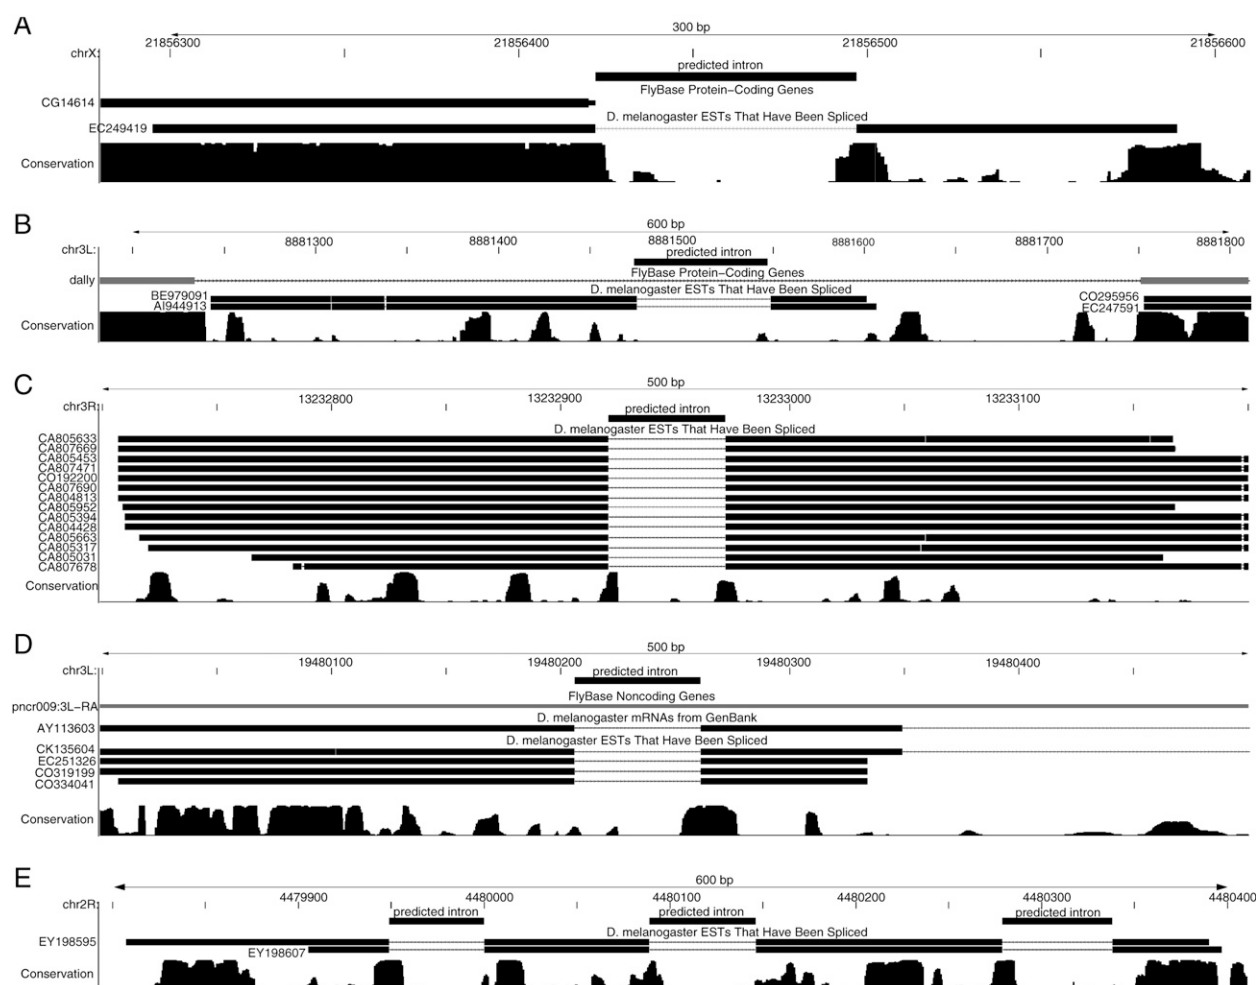 A
300 bp
21856300 21856400 21856500 21856600
chrX:
predicted intron
FlyBase Protein-Coding Genes
CG14614
D. melanogaster ESTs That Have Been Spliced
EC249419
Conservation
B
600 bp
8881300 8881400 8881500 8881600 8881700 8881800
chr3L:
predicted intron
FlyBase Protein-Coding Genes
dally
D. melanogaster ESTs That Have Been Spliced
BE979091 CO295956
AI944913 EC247591
Conservation
C
500 bp
13232800 13232900 13233000 13233100
chr3R:
predicted intron
D. melanogaster ESTs That Have Been Spliced
CA805633
CA807669
CA805453
CA807471
CO192200
CA807690
CA804813
CA805952
CA805394
CA804428
CA805663
CA805317
CA805031
CA807678
Conservation
D
500 bp
19480100 19480200 19480300 19480400
chr3L:
predicted intron
FlyBase Noncoding Genes
pncr009:3L-RA
D. melanogaster mRNAs from GenBank
AY113603
D. melanogaster ESTs That Have Been Spliced
CK135604
EC251326
CO319199
CO334041
Conservation
E
600 bp
4479900 4480000 4480100 4480200 4480300 4480400
chr2R:
predicted intron predicted intron predicted intron
D. melanogaster ESTs That Have Been Spliced
EY198595
EY198607
Conservation